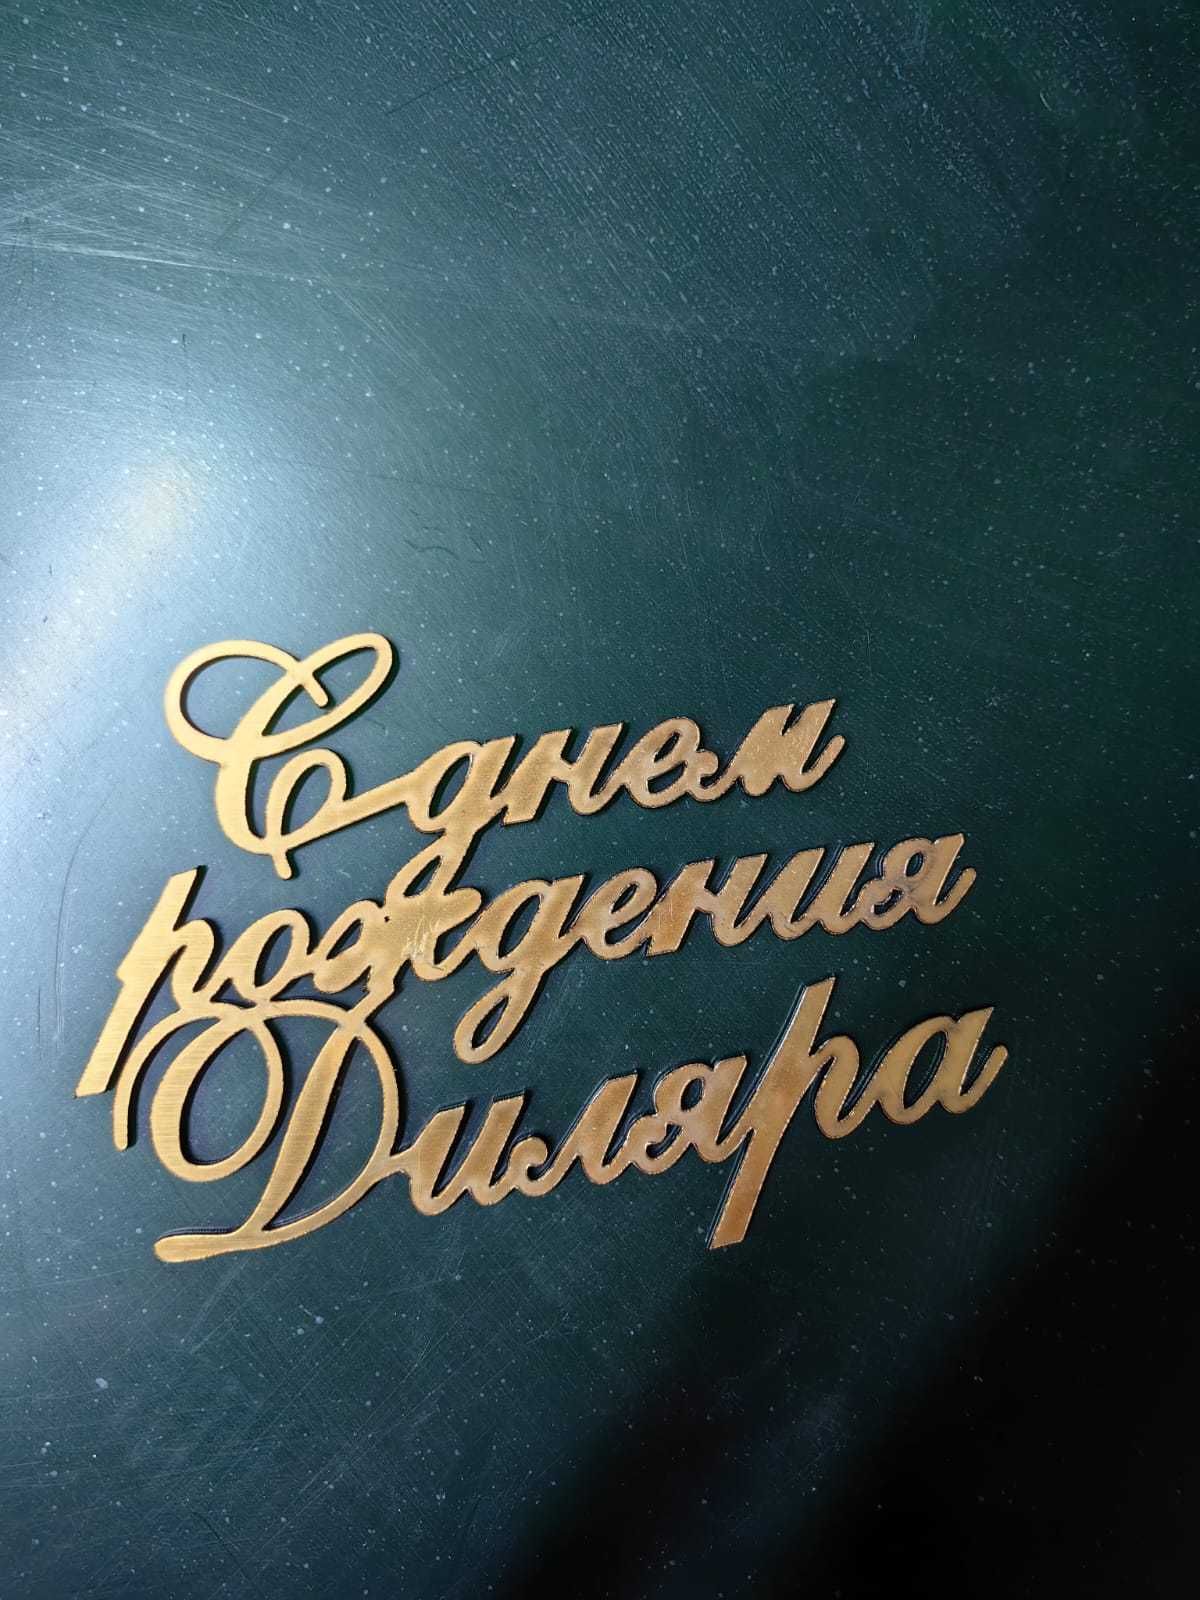 С днем
рождения
Диляра